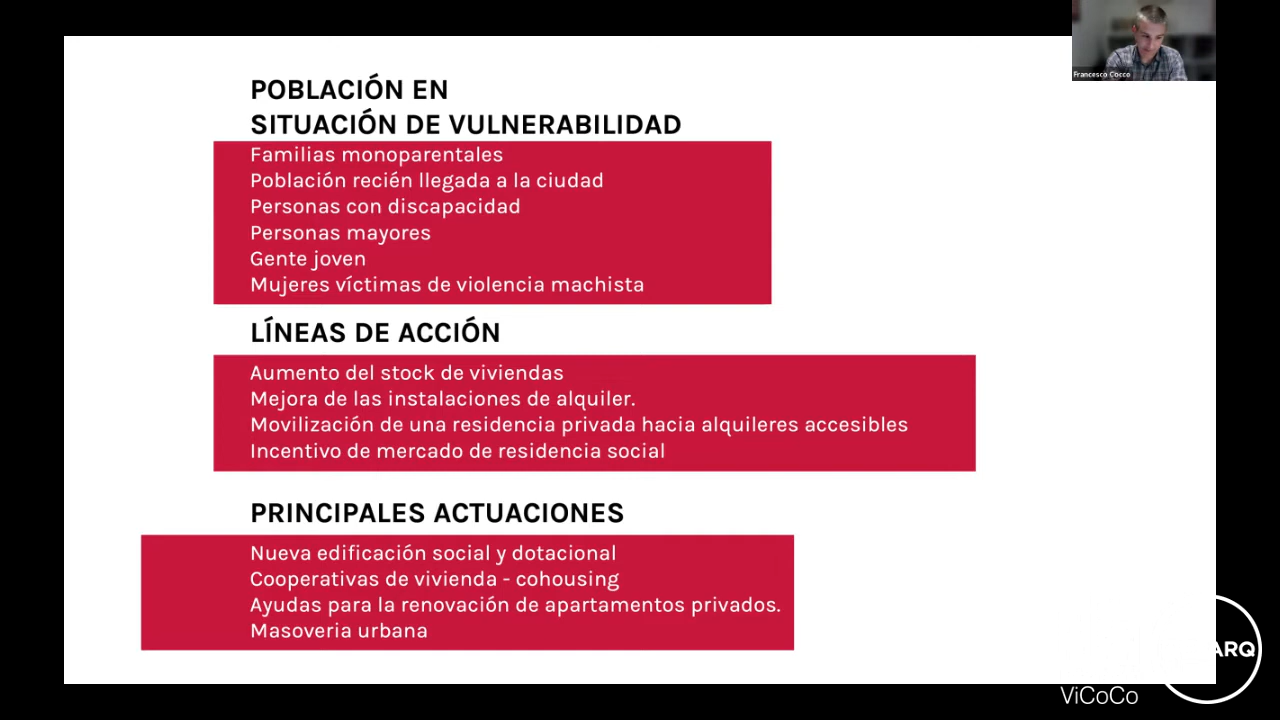 POBLACIÓN EN
SITUACIÓN DE VULNERABILIDAD
Familias monoparentales
Población recién llegada a la ciudad
Personas con discapacidad
Personas mayores
Gente joven
Mujeres víctimas de violencia machista
LÍNEAS DE ACCIÓN
Aumento del stock de viviendas
Mejora de las instalaciones de alquiler.
Movilización de una residencia privada hacia alquileres accesibles
Incentivo de mercado de residencia social
PRINCIPALES ACTUACIONES
Nueva edificación social y dotacional
Cooperativas de vivienda - cohousing
Ayudas para la renovación de apartamentos privados.
Masoveria urbana
Francesco Cocco
ARQ
ViCoCo